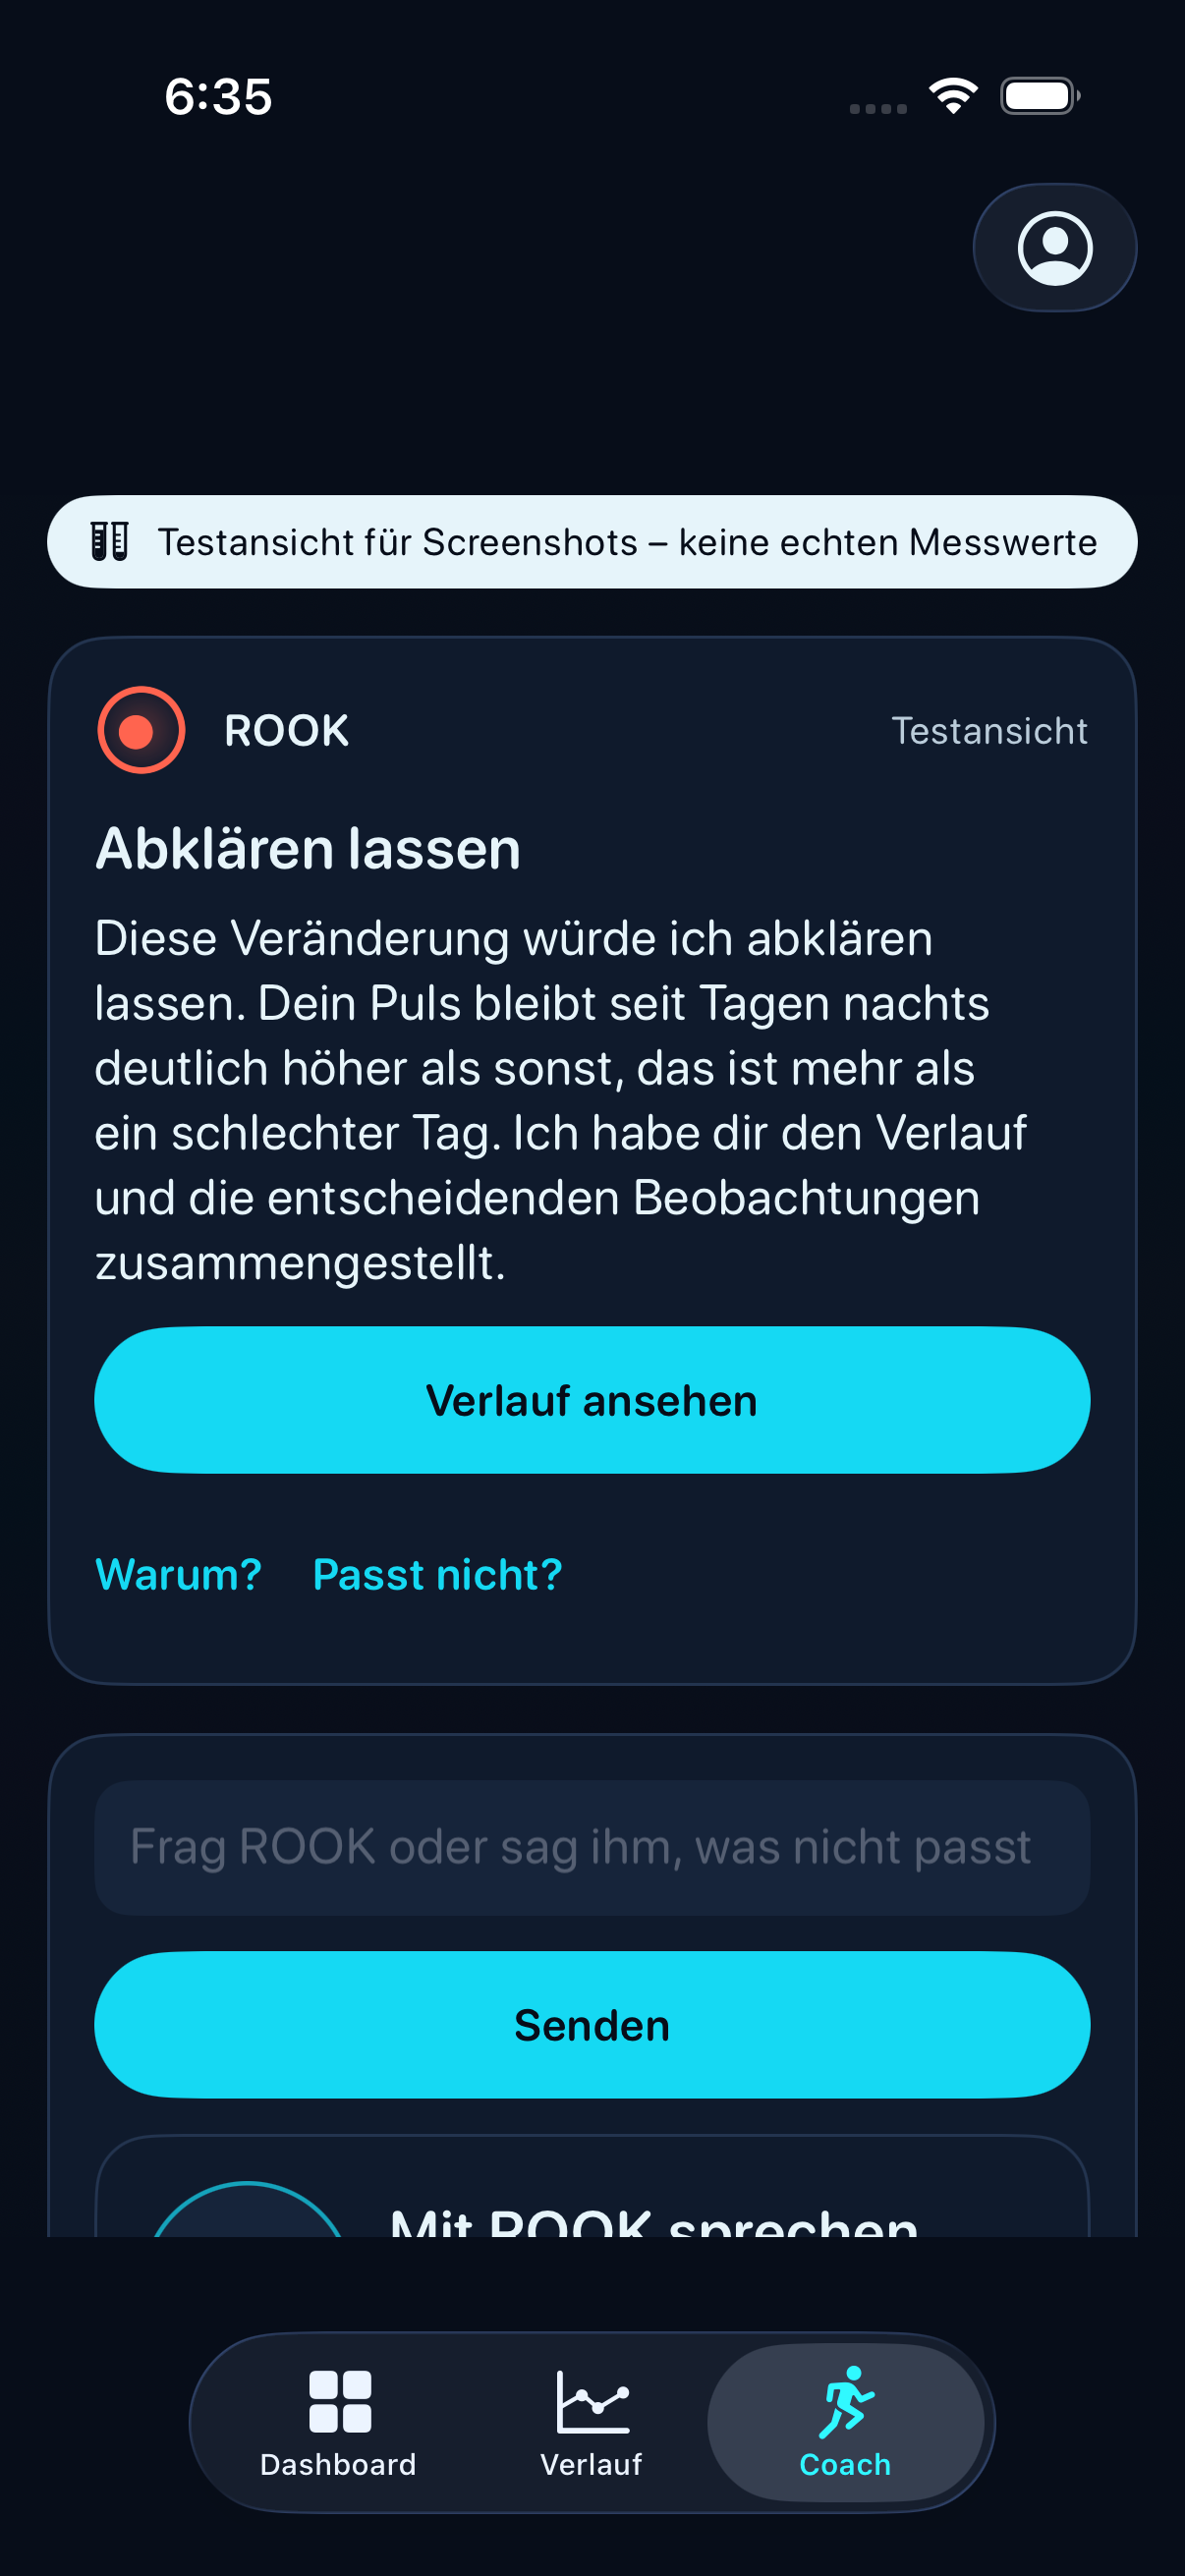 6:35
Testansicht für Screenshots – keine echten Messwerte
ROOK
Testansicht
Abklären lassen
Diese Veränderung würde ich abklären
lassen. Dein Puls bleibt seit Tagen nachts
deutlich höher als sonst, das ist mehr als
ein schlechter Tag. Ich habe dir den Verlauf
und die entscheidenden Beobachtungen
zusammengestellt.
Verlauf ansehen
Warum? Passt nicht?
Frag ROOK oder sag ihm, was nicht passt
Senden
Mit ROOK sprechen
Dashboard Verlauf Coach